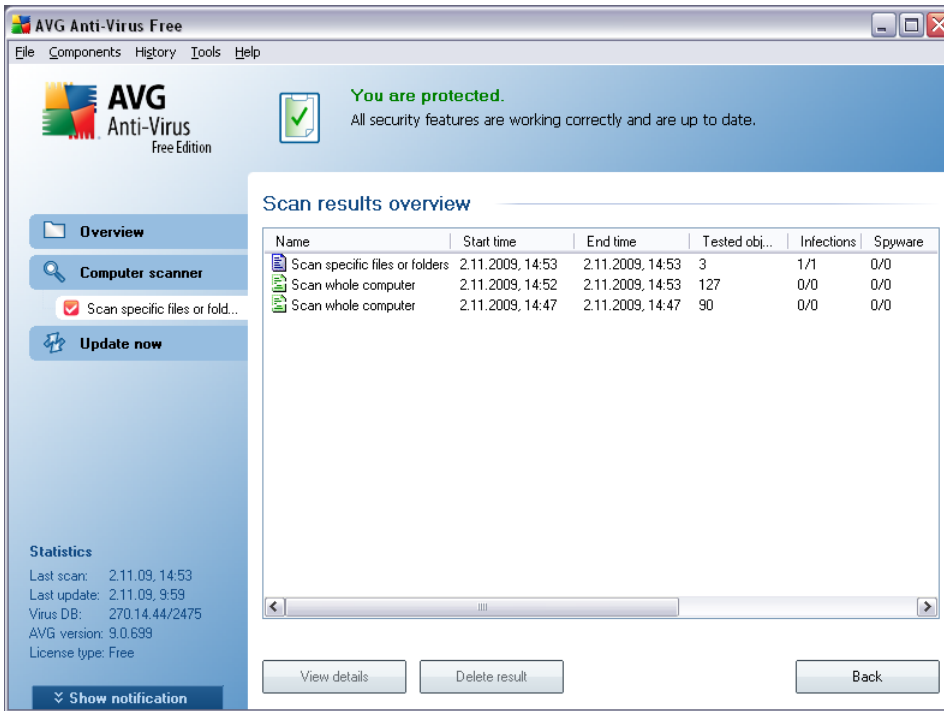 AVG Anti-Virus Free
File Components History Tools Help
AVG
Anti-Virus
Free Edition
You are protected.
All security features are working correctly and are up to date.
Overview
Computer scanner
Scan specific files or fold...
Update now
Scan results overview
Name Start time End time Tested obj... Infections Spyware
Scan specific files or folders 2.11.2009, 14:53 2.11.2009, 14:53 3 1/1 0/0
Scan whole computer 2.11.2009, 14:52 2.11.2009, 14:53 127 0/0 0/0
Scan whole computer 2.11.2009, 14:47 2.11.2009, 14:47 90 0/0 0/0
Statistics
Last scan: 2.11.09, 14:53
Last update: 2.11.09, 9:59
Virus DB: 270.14.44/2475
AVG version: 9.0.699
License type: Free
Show notification
View details Delete result Back